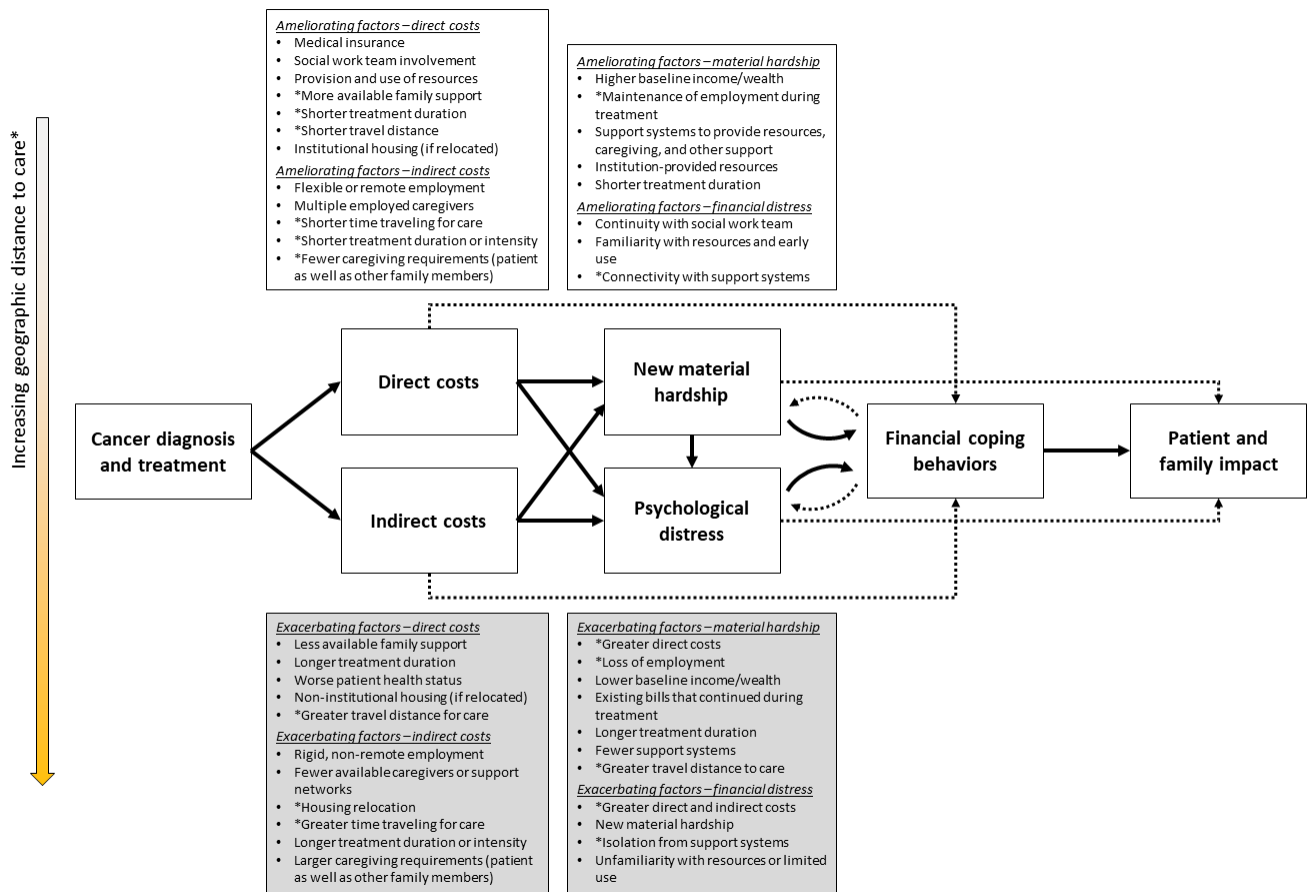 Increasing geographic distance to care*
Ameliorating factors – direct costs
• Medical insurance
• Social work team involvement
• Provision and use of resources
• *More available family support
• *Shorter treatment duration
• *Shorter travel distance
• Institutional housing (if relocated)
Ameliorating factors – indirect costs
• Flexible or remote employment
• Multiple employed caregivers
• *Shorter time traveling for care
• *Shorter treatment duration or intensity
• *Fewer caregiving requirements (patient
as well as other family members)
Ameliorating factors – material hardship
• Higher baseline income/wealth
• *Maintenance of employment during
treatment
• Support systems to provide resources,
caregiving, and other support
• Institution-provided resources
• Shorter treatment duration
Ameliorating factors – financial distress
• Continuity with social work team
• Familiarity with resources and early
use
• *Connectivity with support systems
Cancer diagnosis
and treatment
Direct costs
Indirect costs
New material
hardship
Psychological
distress
Financial coping
behaviors
Patient and
family impact
Exacerbating factors – direct costs
• Less available family support
• Longer treatment duration
• Worse patient health status
• Non-institutional housing (if relocated)
• *Greater travel distance for care
Exacerbating factors – indirect costs
• Rigid, non-remote employment
• Fewer available caregivers or support
networks
• *Housing relocation
• *Greater time traveling for care
• Longer treatment duration or intensity
• Larger caregiving requirements (patient
as well as other family members)
Exacerbating factors – material hardship
• *Greater direct costs
• *Loss of employment
• Lower baseline income/wealth
• Existing bills that continued during
treatment
• Longer treatment duration
• Fewer support systems
• *Greater travel distance to care
Exacerbating factors – financial distress
• *Greater direct and indirect costs
• New material hardship
• *Isolation from support systems
• Unfamiliarity with resources or limited
use